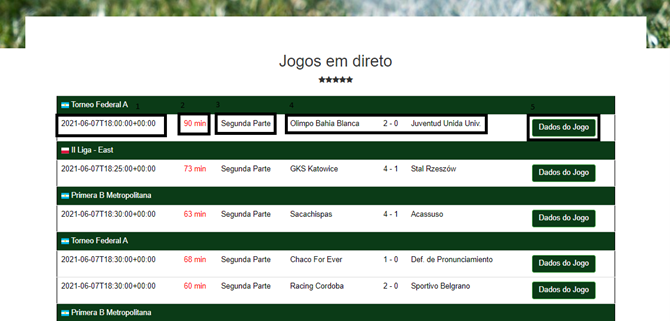 Jogos em direto
Torneo Federal A 1 2 3 4 5
2021-06-07T18:00:00+00:00 90 min Segunda Parte Olimpo Bahia Blanca 2 - 0 Juventud Unida Univ. Dados do Jogo
II Liga - East
2021-06-07T18:25:00+00:00 73 min Segunda Parte GKS Katowice 4 - 1 Stal Rzeszów Dados do Jogo
Primera B Metropolitana
2021-06-07T18:30:00+00:00 63 min Segunda Parte Sacachispas 4 - 1 Acassuso Dados do Jogo
Torneo Federal A
2021-06-07T18:30:00+00:00 68 min Segunda Parte Chaco For Ever 1 - 0 Def. de Pronunciamiento Dados do Jogo
2021-06-07T18:30:00+00:00 60 min Segunda Parte Racing Cordoba 2 - 0 Sportivo Belgrano Dados do Jogo
Primera B Metropolitana